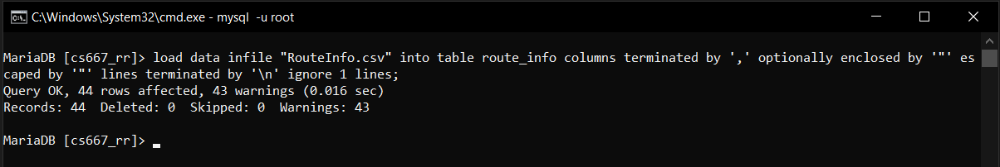 C:\Windows\System32\cmd.exe - mysql  -u root
MariaDB [cs667_rr]> load data infile "RouteInfo.csv" into table route_info columns terminated by ',' optionally enclosed by '"' es
caped by '"' lines terminated by '\n' ignore 1 lines;
Query OK, 44 rows affected, 43 warnings (0.016 sec)
Records: 44  Deleted: 0  Skipped: 0  Warnings: 43
MariaDB [cs667_rr]>